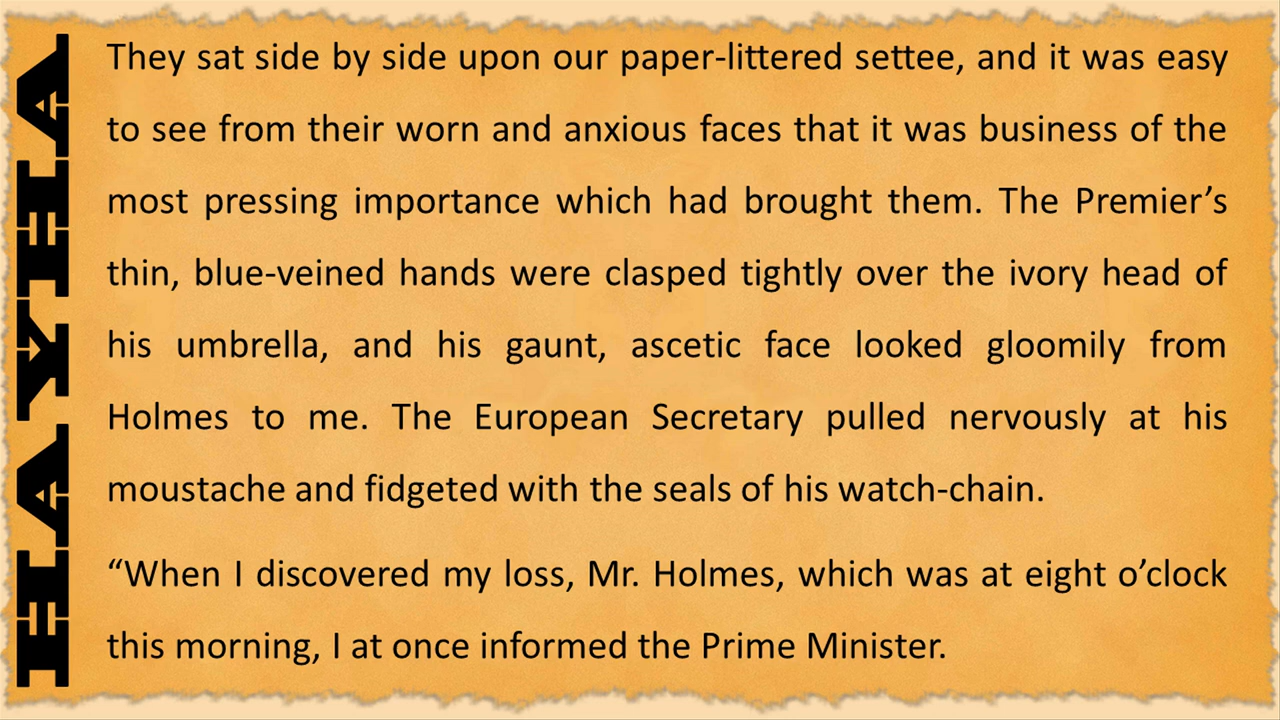 HAYHA
They sat side by side upon our paper-littered settee, and it was easy
to see from their worn and anxious faces that it was business of the
most pressing importance which had brought them. The Premier’s
thin, blue-veined hands were clasped tightly over the ivory head of
his umbrella, and his gaunt, ascetic face looked gloomily from
Holmes to me. The European Secretary pulled nervously at his
moustache and fidgeted with the seals of his watch-chain.
“When I discovered my loss, Mr. Holmes, which was at eight o’clock
this morning, I at once informed the Prime Minister.